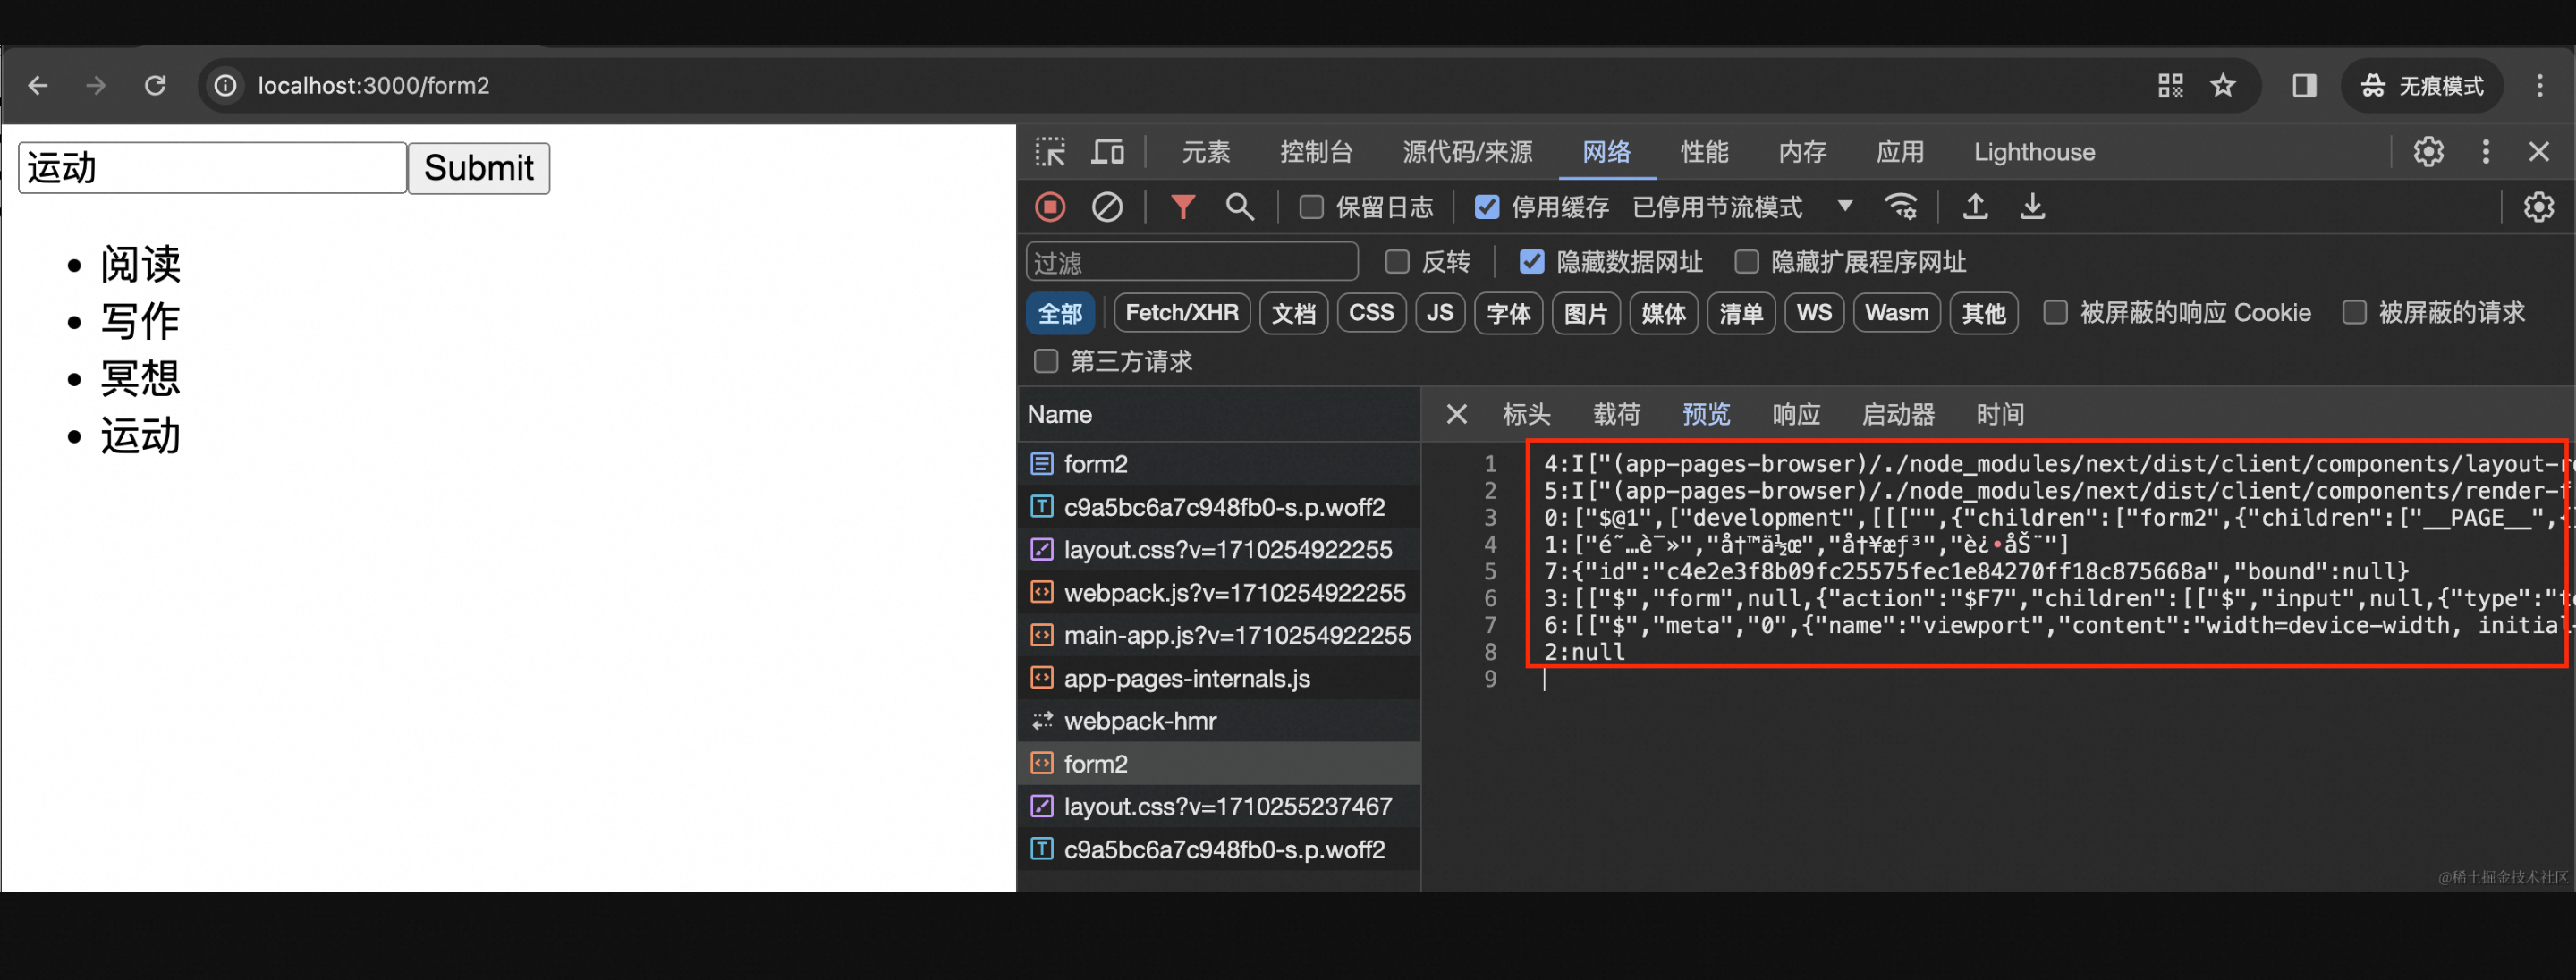 localhost:3000/form2
无痕模式
运动 Submit
阅读
写作
冥想
运动
元素 控制台 源代码/来源 网络 性能 内存 应用 Lighthouse
保留日志 停用缓存 已停用节流模式
过滤 反转 隐藏数据网址 隐藏扩展程序网址
全部 Fetch/XHR 文档 CSS JS 字体 图片 媒体 清单 WS Wasm 其他 被屏蔽的响应 Cookie 被屏蔽的请求
第三方请求
Name
form2
c9a5bc6a7c948fb0-s.p.woff2
layout.css?v=1710254922255
webpack.js?v=1710254922255
main-app.js?v=1710254922255
app-pages-internals.js
webpack-hmr
form2
layout.css?v=1710255237467
c9a5bc6a7c948fb0-s.p.woff2
标头 载荷 预览 响应 启动器 时间
1 4:I["(app-pages-browser)/./node_modules/next/dist/client/components/layout-r
2 5:I["(app-pages-browser)/./node_modules/next/dist/client/components/render-f
3 0:["$@1",["development",[[["",{"children":["form2",{"children":["__PAGE__",{
4 1:["é˜…è¯»","å†™ä½œ","å†¥æƒ³","è¿•åŠ¨"]
5 7:{"id":"c4e2e3f8b09fc25575fec1e84270ff18c875668a","bound":null}
6 3:[["$","form",null,{"action":"$F7","children":[["$","input",null,{"type":"te
7 6:[["$","meta","0",{"name":"viewport","content":"width=device-width, initial
8 2:null
9
@稀土掘金技术社区